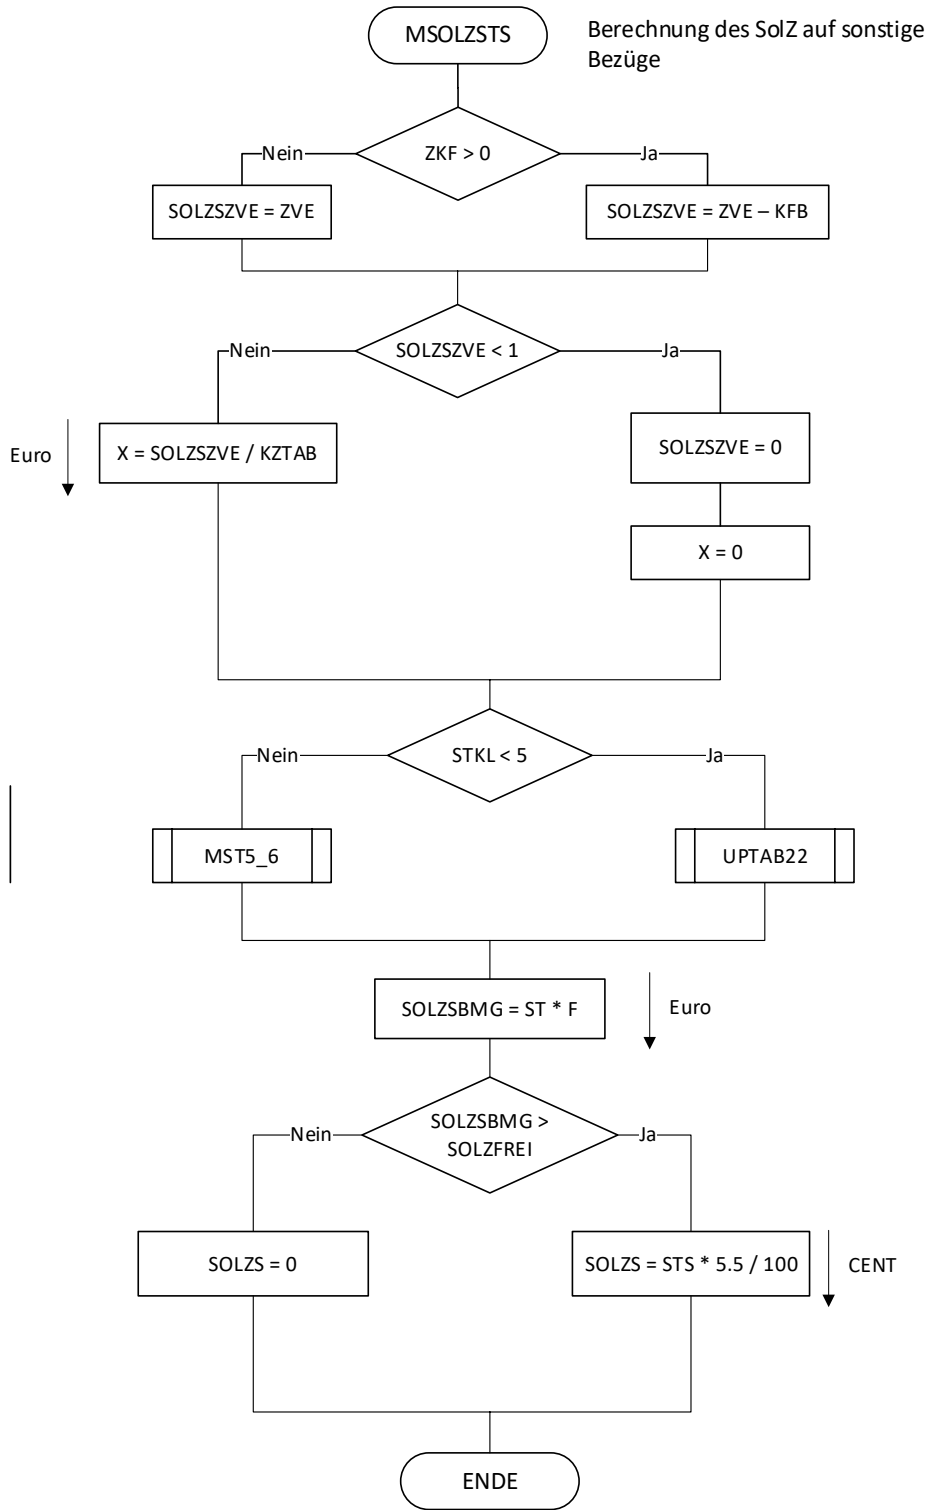 MSOLZSTS
Berechnung des SolZ auf sonstige
Bezüge
ZKF > 0
Nein
Ja
SOLZSZVE = ZVE
SOLZSZVE = ZVE – KFB
SOLZSZVE < 1
Nein
Ja
Euro
X = SOLZSZVE / KZTAB
SOLZSZVE = 0
X = 0
STKL < 5
Nein
Ja
MST5_6
UPTAB22
SOLZSBMG = ST * F
Euro
SOLZSBMG >
SOLZFREI
Nein
Ja
SOLZS = 0
SOLZS = STS * 5.5 / 100
CENT
ENDE